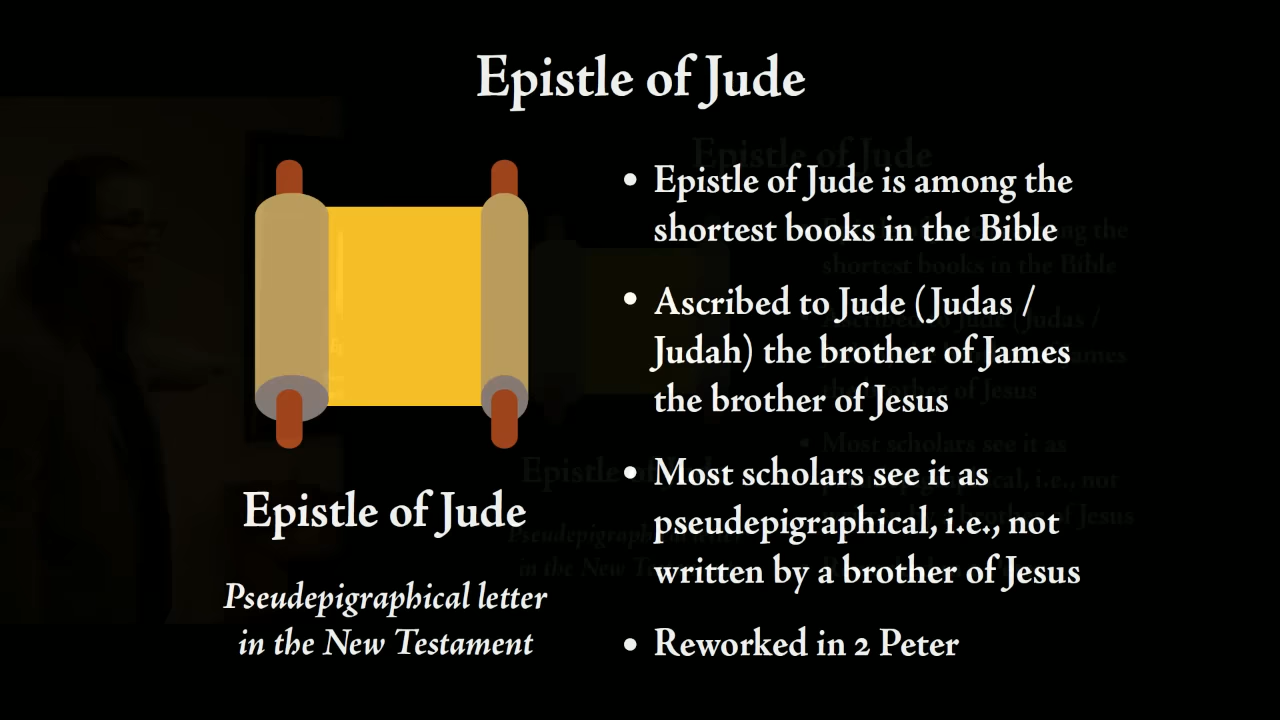 Epistle of Jude
Epistle of Jude
Pseudepigraphical letter
in the New Testament
• Epistle of Jude is among the
shortest books in the Bible
• Ascribed to Jude (Judas /
Judah) the brother of James
the brother of Jesus
• Most scholars see it as
pseudepigraphical, i.e., not
written by a brother of Jesus
• Reworked in 2 Peter